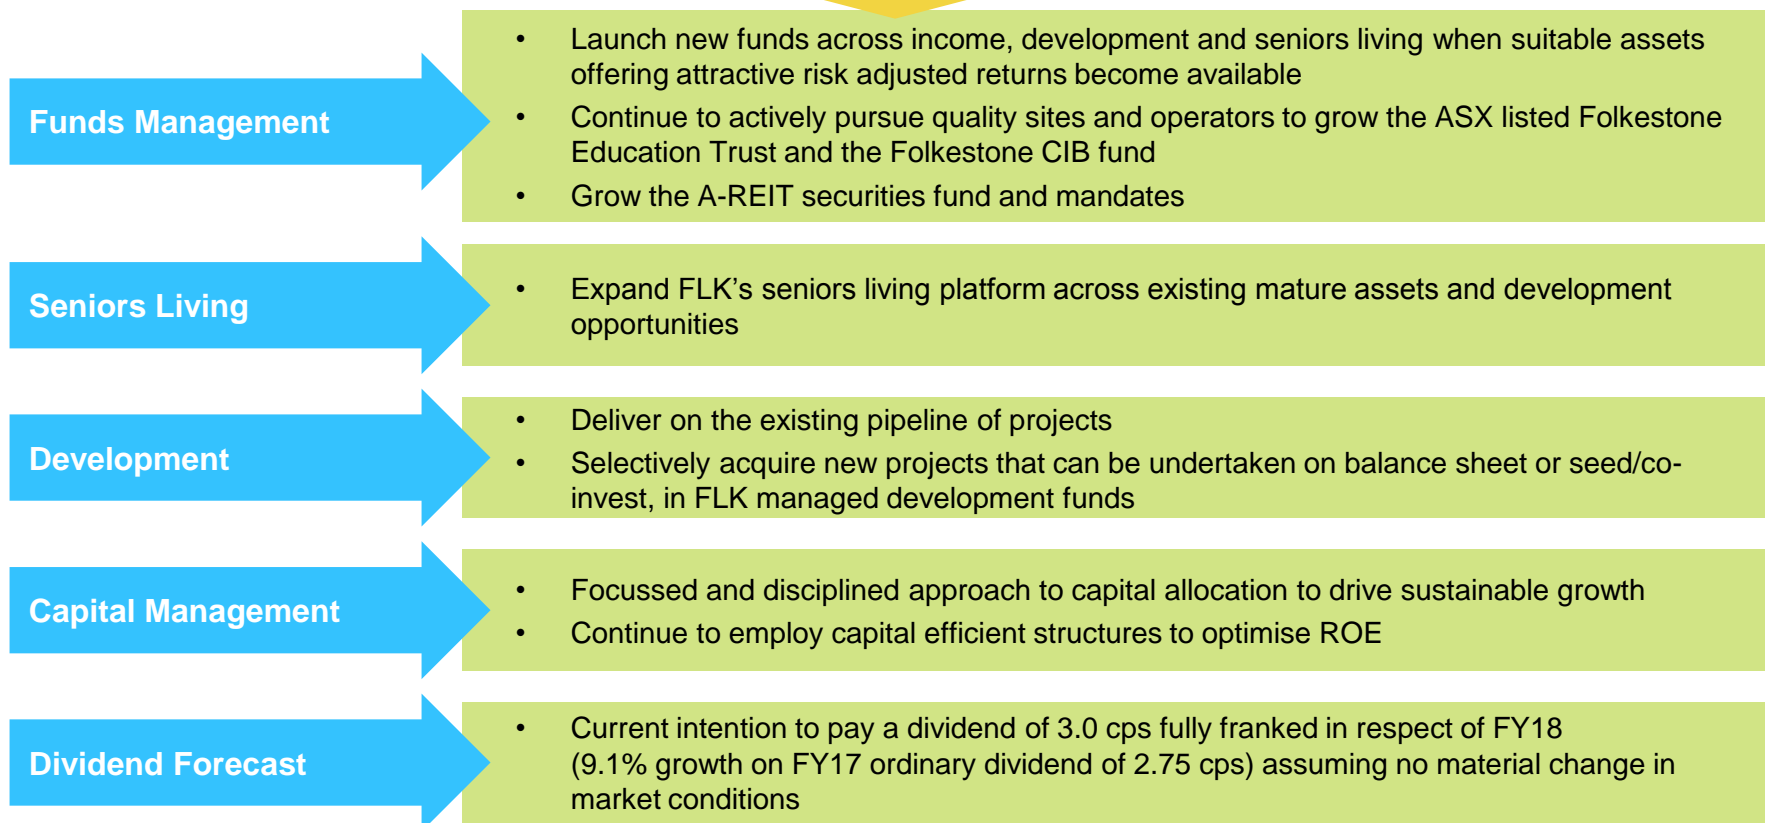 Funds Management
• Launch new funds across income, development and seniors living when suitable assets
offering attractive risk adjusted returns become available
• Continue to actively pursue quality sites and operators to grow the ASX listed Folkestone
Education Trust and the Folkestone CIB fund
• Grow the A-REIT securities fund and mandates
Seniors Living
• Expand FLK’s seniors living platform across existing mature assets and development
opportunities
Development
• Deliver on the existing pipeline of projects
• Selectively acquire new projects that can be undertaken on balance sheet or seed/co-
invest, in FLK managed development funds
Capital Management
• Focussed and disciplined approach to capital allocation to drive sustainable growth
• Continue to employ capital efficient structures to optimise ROE
Dividend Forecast
• Current intention to pay a dividend of 3.0 cps fully franked in respect of FY18
(9.1% growth on FY17 ordinary dividend of 2.75 cps) assuming no material change in
market conditions